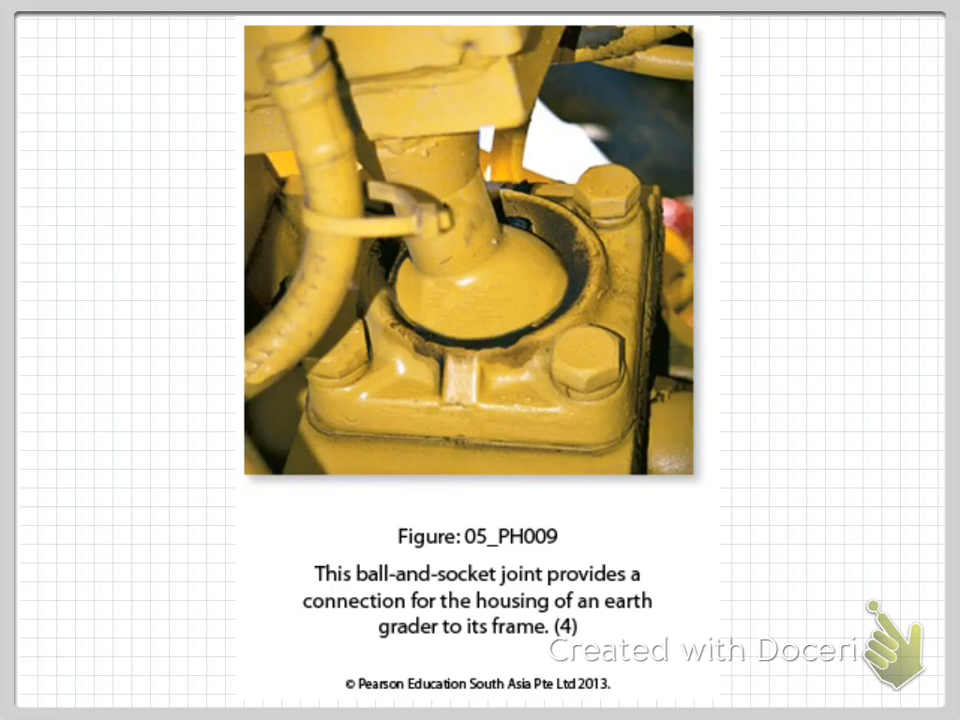 Figure: 05_PH009
This ball-and-socket joint provides a
connection for the housing of an earth
grader to its frame. (4)
Created with Doceri
© Pearson Education South Asia Pte Ltd 2013.